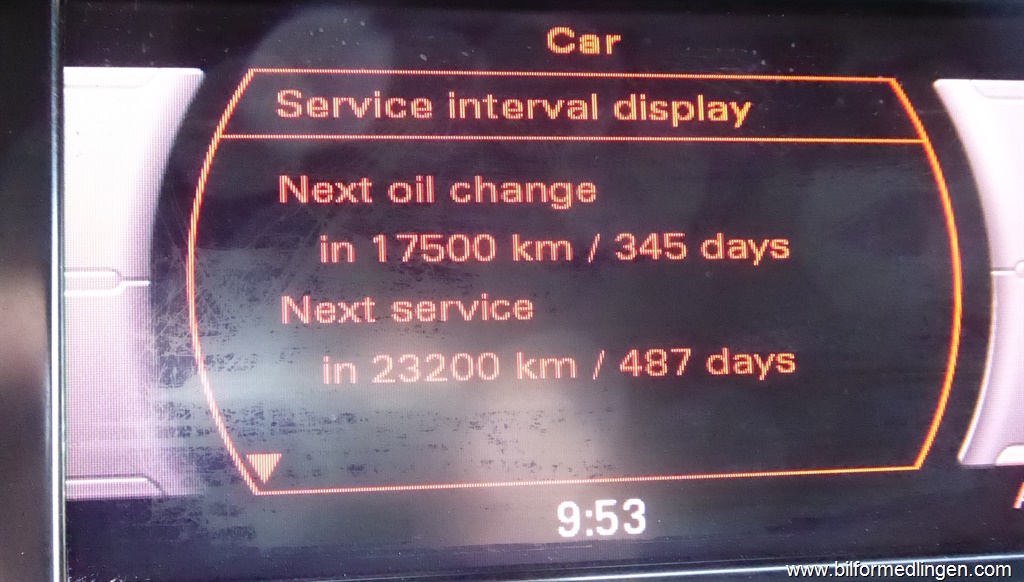 Car
Service interval display
Next oil change
in 17500 km / 345 days
Next service
in 23200 km / 487 days
9:53
www.bilformedlingen.com